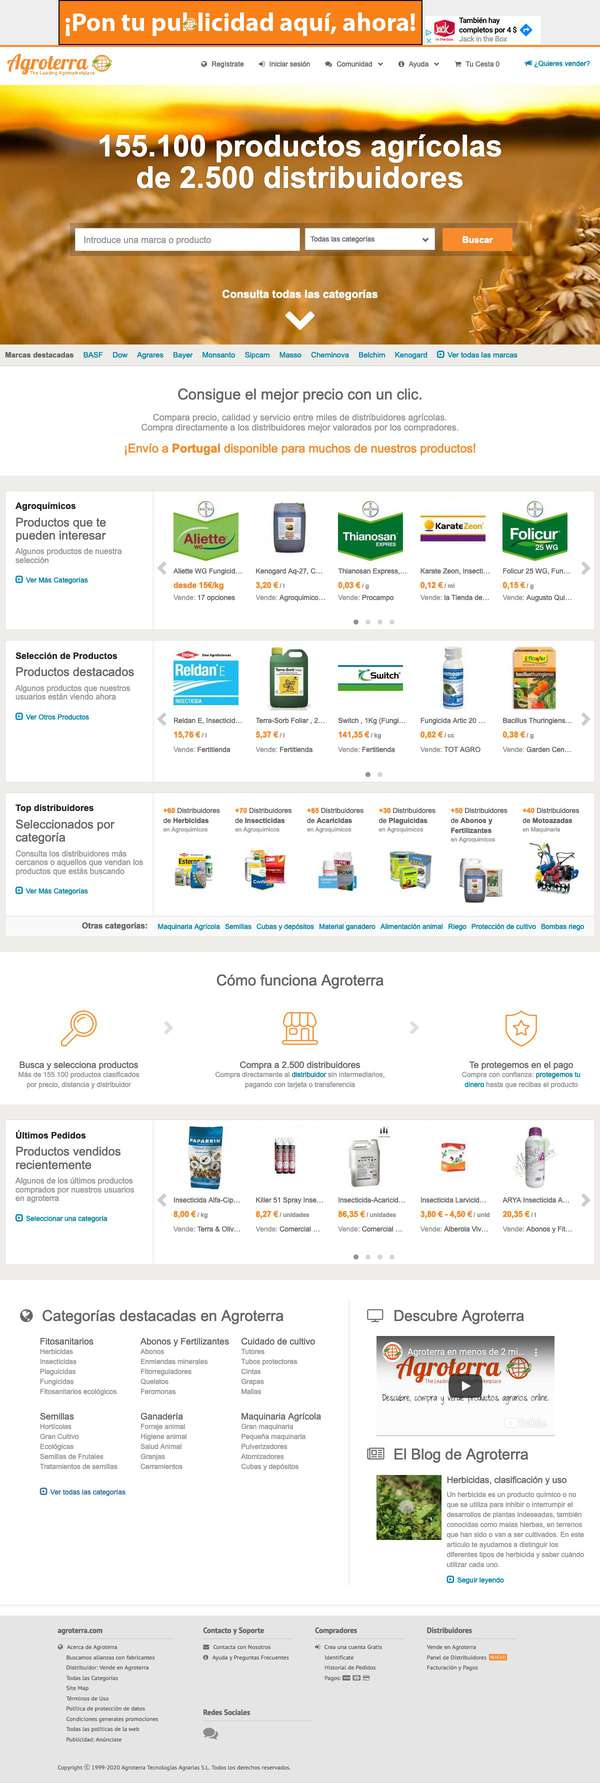 ¡Pon tu publicidad aquí, ahora!
También hay
completos por 4 $
Jack in the Box
Agroterra
The Leading Agromarketplace
Regístrate
Iniciar sesión
Comunidad
Ayuda
Tu Cesta 0
¿Quieres vender?
155.100 productos agrícolas
de 2.500 distribuidores
Introduce una marca o producto
Todas las categorías
Buscar
Consulta todas las categorías
Marcas destacadas BASF Dow Agrares Bayer Monsanto Sipcam Masso Cheminova Belchim Kenogard Ver todas las marcas
Consigue el mejor precio con un clic.
Compara precio, calidad y servicio entre miles de distribuidores agrícolas.
Compra directamente a los distribuidores mejor valorados por los compradores.
¡Envío a Portugal disponible para muchos de nuestros productos!
Agroquímicos
Productos que te
pueden interesar
Algunos productos de nuestra
selección
Ver Más Categorías
Aliette WG
Aliette WG Fungicid...
desde 15€/kg
Vende: 17 opciones
Kenogard Aq-27, C...
3,20 € / l
Vende: Agroquímico...
Thianosan
EXPRES
Thianosan Express,...
0,03 € / g
Vende: Procampo
Karate Zeon
Karate Zeon, Insecti...
0,12 € / ml
Vende: la Tienda de...
Folicur
25 WG
Folicur 25 WG, Fun...
0,15 € / g
Vende: Augusto Qui...
Selección de Productos
Productos destacados
Algunos productos que nuestros
usuarios están viendo ahora
Ver Otros Productos
Dow AgroSciences
Reldan E
INSECTICIDA
Reldan E, Insecticid...
15,76 € / l
Vende: Fertitienda
Terra-Sorb Foliar , 2...
5,37 € / l
Vende: Fertitienda
Switch
Switch , 1Kg (Fungi...
141,35 € / kg
Vende: Fertitienda
Fungicida Artic 20 ...
0,62 € / cc
Vende: TOT AGRO
Bacillus Thuringiens...
0,38 € / g
Vende: Garden Cen...
Top distribuidores
Seleccionados por
categoría
Consulta los distribuidores más
cercanos o aquellos que vendan los
productos que estás buscando
Ver Más Categorías
+60 Distribuidores
de Herbicidas
en Agroquímicos
+70 Distribuidores
de Insecticidas
en Agroquímicos
+65 Distribuidores
de Acaricidas
en Agroquímicos
+30 Distribuidores
de Plaguicidas
en Agroquímicos
+50 Distribuidores
de Abonos y
Fertilizantes
en Agroquímicos
+40 Distribuidores
de Motoazadas
en Maquinaria
Otras categorías: Maquinaria Agrícola Semillas Cubas y depósitos Material ganadero Alimentación animal Riego Protección de cultivo Bombas riego
Cómo funciona Agroterra
Busca y selecciona productos
Más de 155.100 productos clasificados
por precio, distancia y distribuidor
Compra a 2.500 distribuidores
Compra directamente al distribuidor sin intermediarios,
pagando con tarjeta o transferencia
Te protegemos en el pago
Compra con confianza: protegemos tu
dinero hasta que recibas el producto
Últimos Pedidos
Productos vendidos
recientemente
Algunos de los últimos productos
comprados por nuestros usuarios
en agroterra
Seleccionar una categoría
Insecticida Alfa-Cip...
8,00 € / kg
Vende: Terra & Oliv...
Killer 51 Spray Inse...
8,27 € / unidades
Vende: Comercial ...
Insecticida-Acaricid...
86,35 € / unidades
Vende: Comercial ...
Insecticida Larvicid...
3,80 € - 4,50 € / unid
Vende: Alberola Viv...
ARYA Insecticida A...
20,35 € / l
Vende: Abonos y Fit...
Categorías destacadas en Agroterra
Fitosanitarios
Herbicidas
Insecticidas
Plaguicidas
Fungicidas
Fitosanitarios ecológicos
Abonos y Fertilizantes
Abonos
Enmiendas minerales
Fitorreguladores
Quelatos
Feromonas
Cuidado de cultivo
Tutores
Tubos protectores
Cintas
Grapas
Mallas
Semillas
Hortícolas
Gran Cultivo
Ecológicas
Semillas de Frutales
Tratamientos de semillas
Ganadería
Forraje animal
Higiene animal
Salud Animal
Granjas
Cerramientos
Maquinaria Agrícola
Gran maquinaria
Pequeña maquinaria
Pulverizadores
Atomizadores
Cubas y depósitos
Ver todas las categorías
Descubre Agroterra
Agroterra en menos de 2 mi...
Agroterra
Descubre, compra y vende productos agrarios online.
YouTube
El Blog de Agroterra
Herbicidas, clasificación y uso
Un herbicida es un producto químico o no
que se utiliza para inhibir o interrumpir el
desarrollos de plantas indeseadas, también
conocidas como malas hierbas, en terrenos
que han sido o van a ser cultivados. En este
artículo te ayudamos a distinguir los
diferentes tipos de herbicida y saber cuándo
utilizar cada uno.
Seguir leyendo
agroterra.com
Acerca de Agroterra
Buscamos alianzas con fabricantes
Distribuidor: Vende en Agroterra
Todas las Categorías
Site Map
Términos de Uso
Política de protección de datos
Condiciones generales promociones
Todas las políticas de la web
Publicidad: Anúnciate
Contacto y Soporte
Contacta con Nosotros
Ayuda y Preguntas Frecuentes
Redes Sociales
Compradores
Crea una cuenta Gratis
Identifícate
Historial de Pedidos
Pagos:
Distribuidores
Vende en Agroterra
Panel de Distribuidores NUEVO
Facturación y Pagos
Copyright © 1999-2020 Agroterra Tecnologías Agrarias S.L. Todos los derechos reservados.